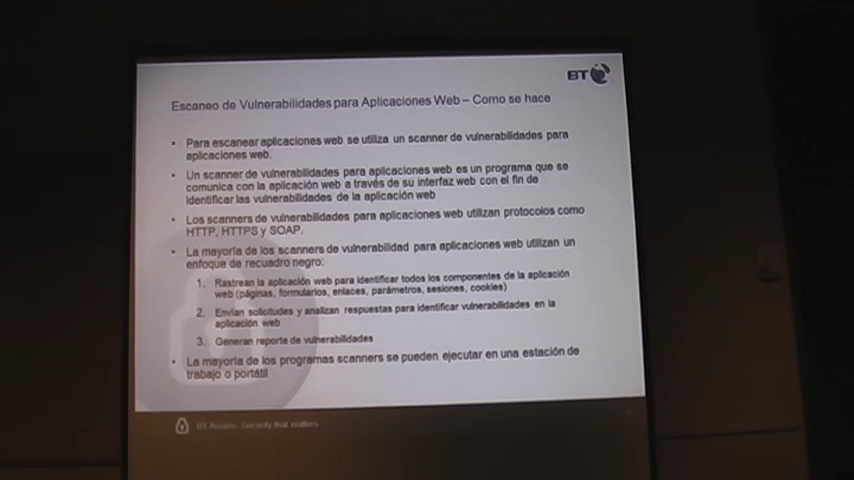 BT
Escaneo de Vulnerabilidades para Aplicaciones Web – Como se hace
• Para escanear aplicaciones web se utiliza un scanner de vulnerabilidades para
aplicaciones web.
• Un scanner de vulnerabilidades para aplicaciones web es un programa que se
comunica con la aplicación web a través de su interfaz web con el fin de
identificar las vulnerabilidades de la aplicación web
• Los scanners de vulnerabilidades para aplicaciones web utilizan protocolos como
HTTP, HTTPS y SOAP.
• La mayoría de los scanners de vulnerabilidad para aplicaciones web utilizan un
enfoque de recuadro negro:
1. Rastrean la aplicación web para identificar todos los componentes de la aplicación
web (páginas, formularios, enlaces, parámetros, sesiones, cookies)
2. Envían solicitudes y analizan respuestas para identificar vulnerabilidades en la
aplicación web
3. Generan reporte de vulnerabilidades
• La mayoría de los programas scanners se pueden ejecutar en una estación de
trabajo o portátil
BT Assure. Security that matters